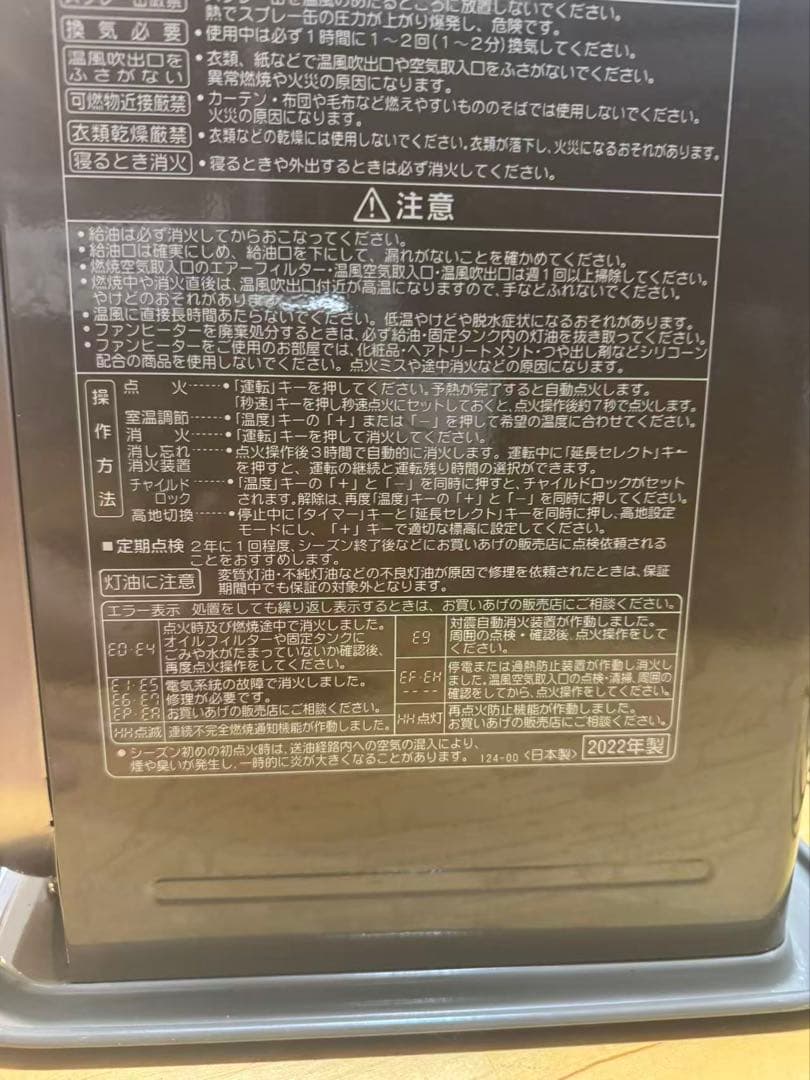 スプレー缶厳禁
スプレー缶を温風のあたるところに放置しないでください。
熱でスプレー缶の圧力が上がり爆発し、危険です。
換気必要
•使用中は必ず1時間に1～2回(1～2分)換気してください。
温風吹出口を
ふさがない
•衣類、紙などで温風吹出口や空気取入口をふさがないでください。
異常燃焼や火災の原因になります。
可燃物近接厳禁
•カーテン・布団や毛布など燃えやすいもののそばでは使用しないでください。
火災の原因になります。
衣類乾燥厳禁
•衣類などの乾燥には使用しないでください。衣類が落下し、火災になるおそれがあります。
寝るとき消火
•寝るときや外出するときは必ず消火してください。
⚠注意
•給油は必ず消火してからおこなってください。
•給油口は確実にしめ、給油口を下にして、漏れがないことを確かめてください。
•燃焼空気取入口のエアーフィルター・温風空気取入口・温風吹出口は週1回以上掃除してください。
•燃焼中や消火直後は、温風吹出口付近が高温になりますので、手などふれないでください。
やけどのおそれがあります。
•温風に直接長時間あたらないでください。低温やけどや脱水症状になるおそれがあります。
•ファンヒーターを廃棄処分するときは、必ず給油・固定タンク内の灯油を抜き取ってください。
•ファンヒーターをご使用のお部屋では、化粧品・ヘアトリートメント・つや出し剤などシリコーン
配合の商品を使用しないでください。点火ミスや途中消火などの原因になります。
操作方法
点火……•「運転」キーを押してください。予熱が完了すると自動点火します。
「秒速」キーを押し秒速点火にセットしておくと、点火操作後約7秒で点火します。
室温調節……•「温度」キーの「＋」または「－」を押して希望の温度に合わせてください。
消火……•「運転」キーを押して消火してください。
消し忘れ……•点火操作後3時間で自動的に消火します。運転中に「延長セレクト」キー
消火装置 を押すと、運転の継続と運転残り時間の選択ができます。
チャイルド……•「温度」キーの「＋」と「－」を同時に押すと、チャイルドロックがセット
ロック されます。解除は、再度「温度」キーの「＋」と「－」を同時に押してください。
高地切換……•停止中に「タイマー」キーと「延長セレクト」キーを同時に押し、高地設定
モードにし、「＋」キーで適切な標高に設定してください。
■定期点検 2年に1回程度、シーズン終了後などにお買いあげの販売店に点検依頼される
ことをおすすめします。
灯油に注意
変質灯油・不純灯油などの不良灯油が原因で修理を依頼されたときは、保証
期間中でも保証の対象外となります。
エラー表示 処置をしても繰り返し表示するときは、お買いあげの販売店にご相談ください。
E0・E4
点火時及び燃焼途中で消火しました。
オイルフィルターや固定タンクに
ごみや水がたまっていないか確認後、
再度点火操作をしてください。
E9
対震自動消火装置が作動しました。
周囲の点検・確認後、点火操作をして
ください。
E1・E5
E6・E7
EP・EA
電気系統の故障で消火しました。
修理が必要です。
お買いあげの販売店にご相談ください。
EF・EH
----
停電または過熱防止装置が作動し消火し
ました。温風空気取入口の点検・清掃、周囲の
確認をしてから、点火操作をしてください。
HH点滅 連続不完全燃焼通知機能が作動しました。
HH点灯
再点火防止機能が作動しました。
お買いあげの販売店にご相談ください。
•シーズン初めの初点火時は、送油経路内への空気の混入により、
煙や臭いが発生し、一時的に炎が大きくなることがあります。
124-00 〈日本製〉 2022年製